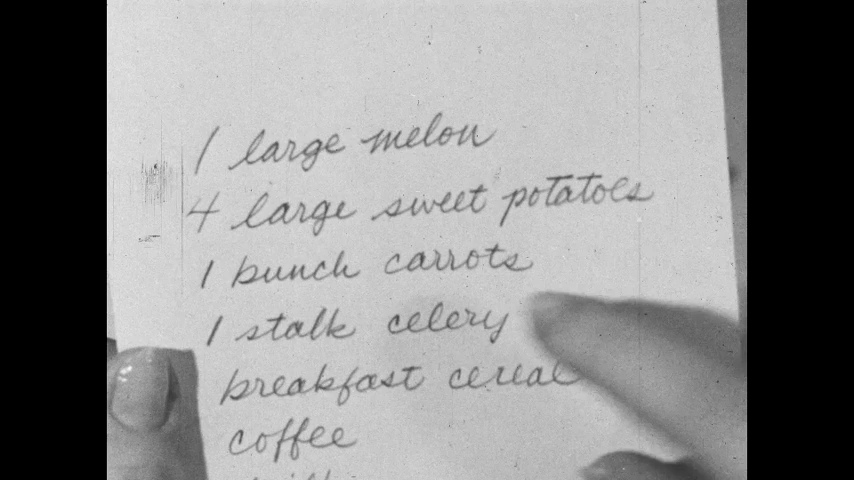 1 large melon
4 large sweet potatoes
1 bunch carrots
1 stalk celery
breakfast cereal
coffee